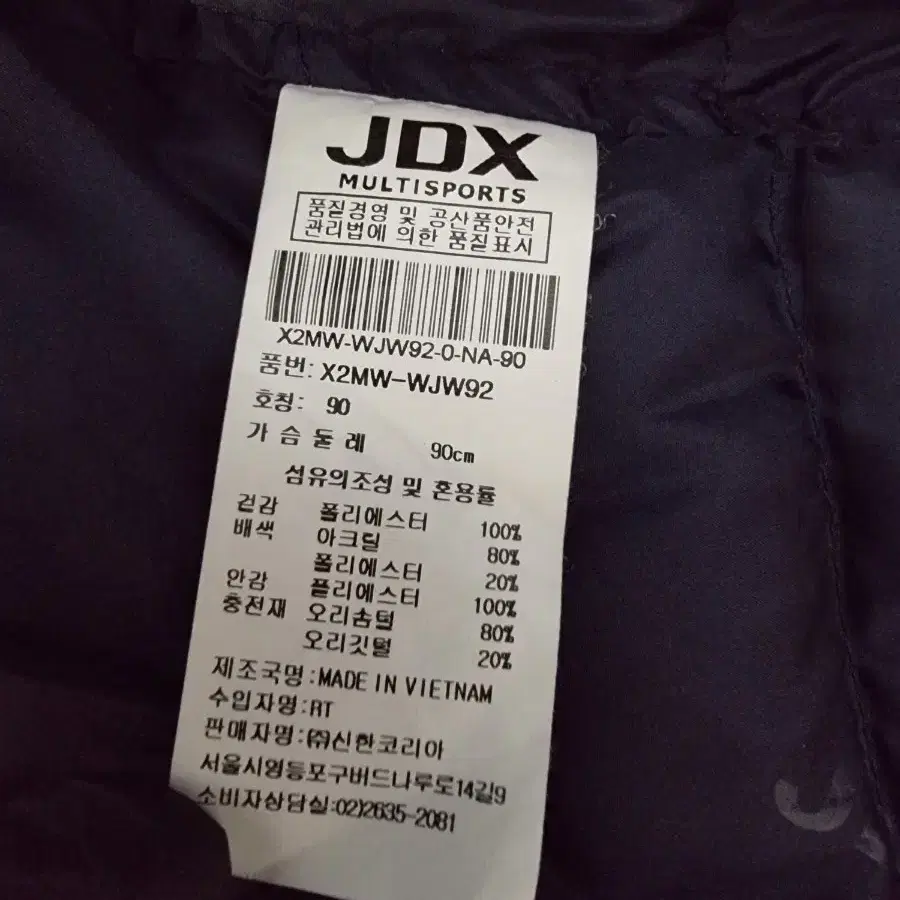 JDX
MULTISPORTS
품질경영 및 공산품안전
관리법에 의한 품질표시
X2MW-WJW92-0-NA-90
품번: X2MW-WJW92
호칭: 90
가슴둘레 90cm
섬유의조성 및 혼용률
겉감 폴리에스터 100%
배색 아크릴 80%
폴리에스터 20%
안감 폴리에스터 100%
충전재 오리솜털 80%
오리깃털 20%
제조국명:MADE IN VIETNAM
수입자명:RT
판매자명:㈜신한코리아
서울시영등포구버드나루로14길9
소비자상담실:02)2635-2081